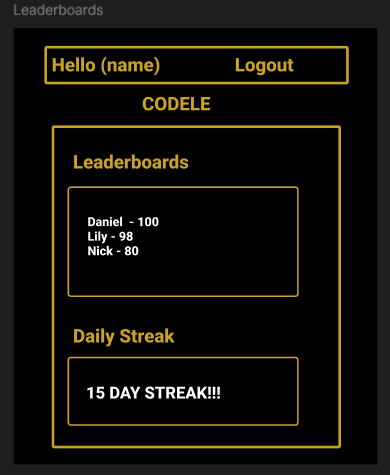 Leaderboards
Hello (name) Logout
CODELE
Leaderboards
Daniel - 100
Lily - 98
Nick - 80
Daily Streak
15 DAY STREAK!!!